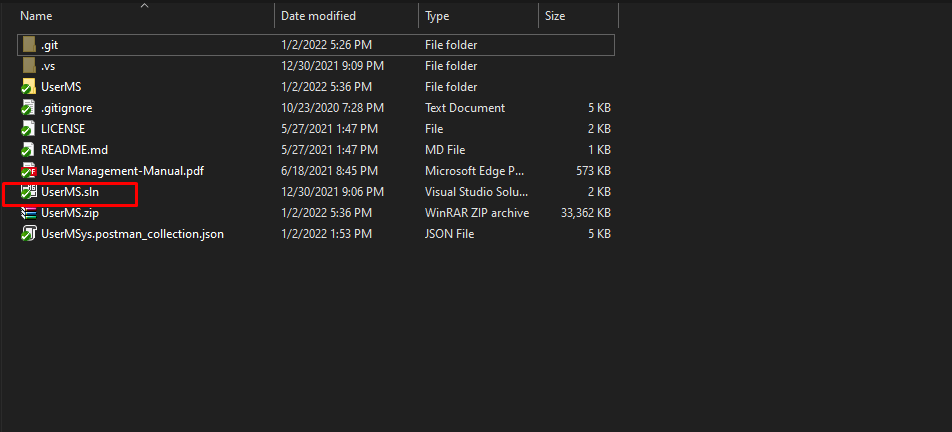 Name Date modified Type Size
.git 1/2/2022 5:26 PM File folder
.vs 12/30/2021 9:09 PM File folder
UserMS 1/2/2022 5:36 PM File folder
.gitignore 10/23/2020 7:28 PM Text Document 5 KB
LICENSE 5/27/2021 1:47 PM File 2 KB
README.md 5/27/2021 1:47 PM MD File 1 KB
User Management-Manual.pdf 6/18/2021 8:45 PM Microsoft Edge P... 573 KB
UserMS.sln 12/30/2021 9:06 PM Visual Studio Solu... 2 KB
UserMS.zip 1/2/2022 5:36 PM WinRAR ZIP archive 33,362 KB
UserMSys.postman_collection.json 1/2/2022 1:53 PM JSON File 5 KB